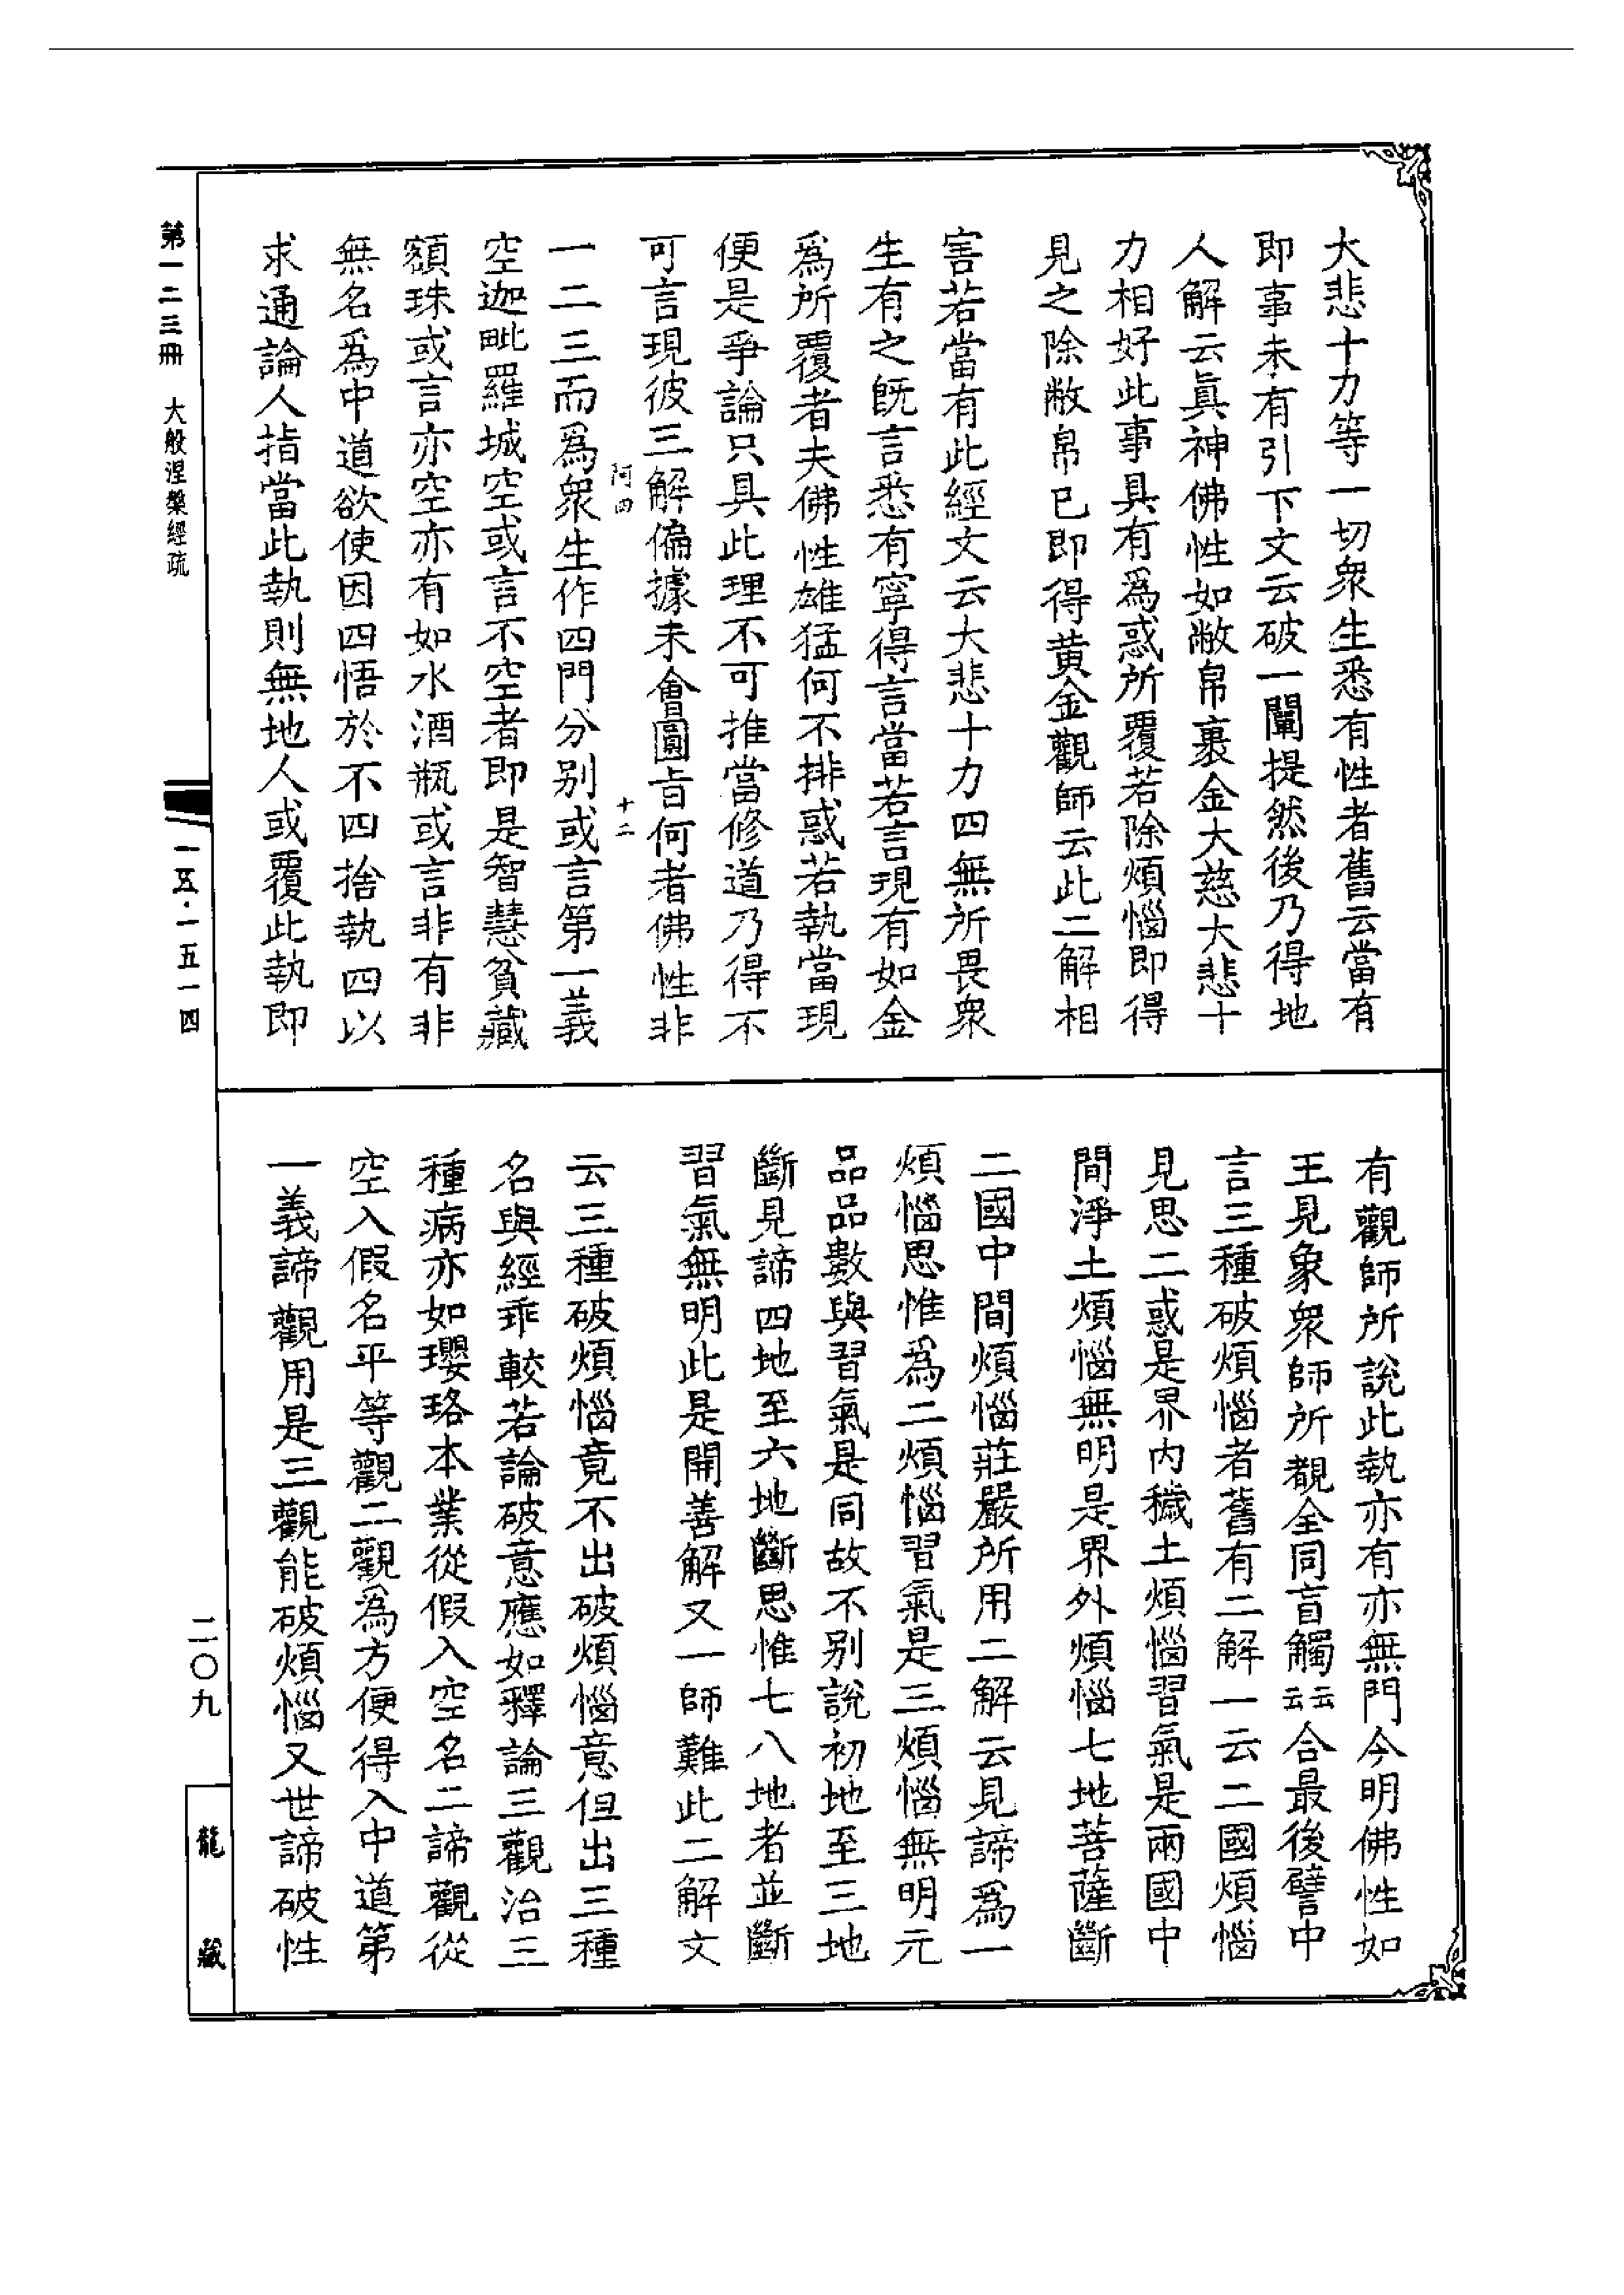 大悲十力等一切衆生悉有性者舊云當有
即事未有引下文云破一闡提然後乃得地
人解云眞神佛性如敝帛裹金大慈大悲十
力相好此事具有爲惑所覆若除煩惱即得
見之除敝帛已即得黄金觀師云此二解相
害若當有此經文云大悲十力四無所畏衆
生有之既言悉有寧得言當若言現有如金
爲所覆者夫佛性雄猛何不排惑若執當現
便是爭論只具此理不可推當修道乃得不
可言現彼三解偏據未會圓旨何者佛性非
阿四
十二
一二三而爲衆生作四門分别或言第一義
空迦毗羅城空或言不空者即是智慧貧藏
額珠或言亦空亦有如水酒瓶或言非有非
無名爲中道欲使因四悟於不四捨執四以
求通論人指當此執則無地人或覆此執即
有觀師所說此執亦有亦無門今明佛性如
王見象衆師所覩全同盲觸云云合最後譬中
言三種破煩惱者舊有二解一云二國煩惱
見思二惑是界内穢土煩惱習氣是兩國中
間淨土煩惱無明是界外煩惱七地菩薩斷
二國中間煩惱莊嚴所用二解云見諦爲一
煩惱思惟爲二煩惱習氣是三煩惱無明元
品品數與習氣是同故不别說初地至三地
斷見諦四地至六地斷思惟七八地者並斷
習氣無明此是開善解又一師難此二解文
云三種破煩惱竟不出破煩惱意但出三種
名與經乖較若論破意應如釋論三觀治三
種病亦如瓔珞本業從假入空名二諦觀從
空入假名平等觀二觀為方便得入中道第
一義諦觀用是三觀能破煩惱又世諦破性
第一二三冊　大般涅槃經疏
一五·一五一四
二〇九
龍藏